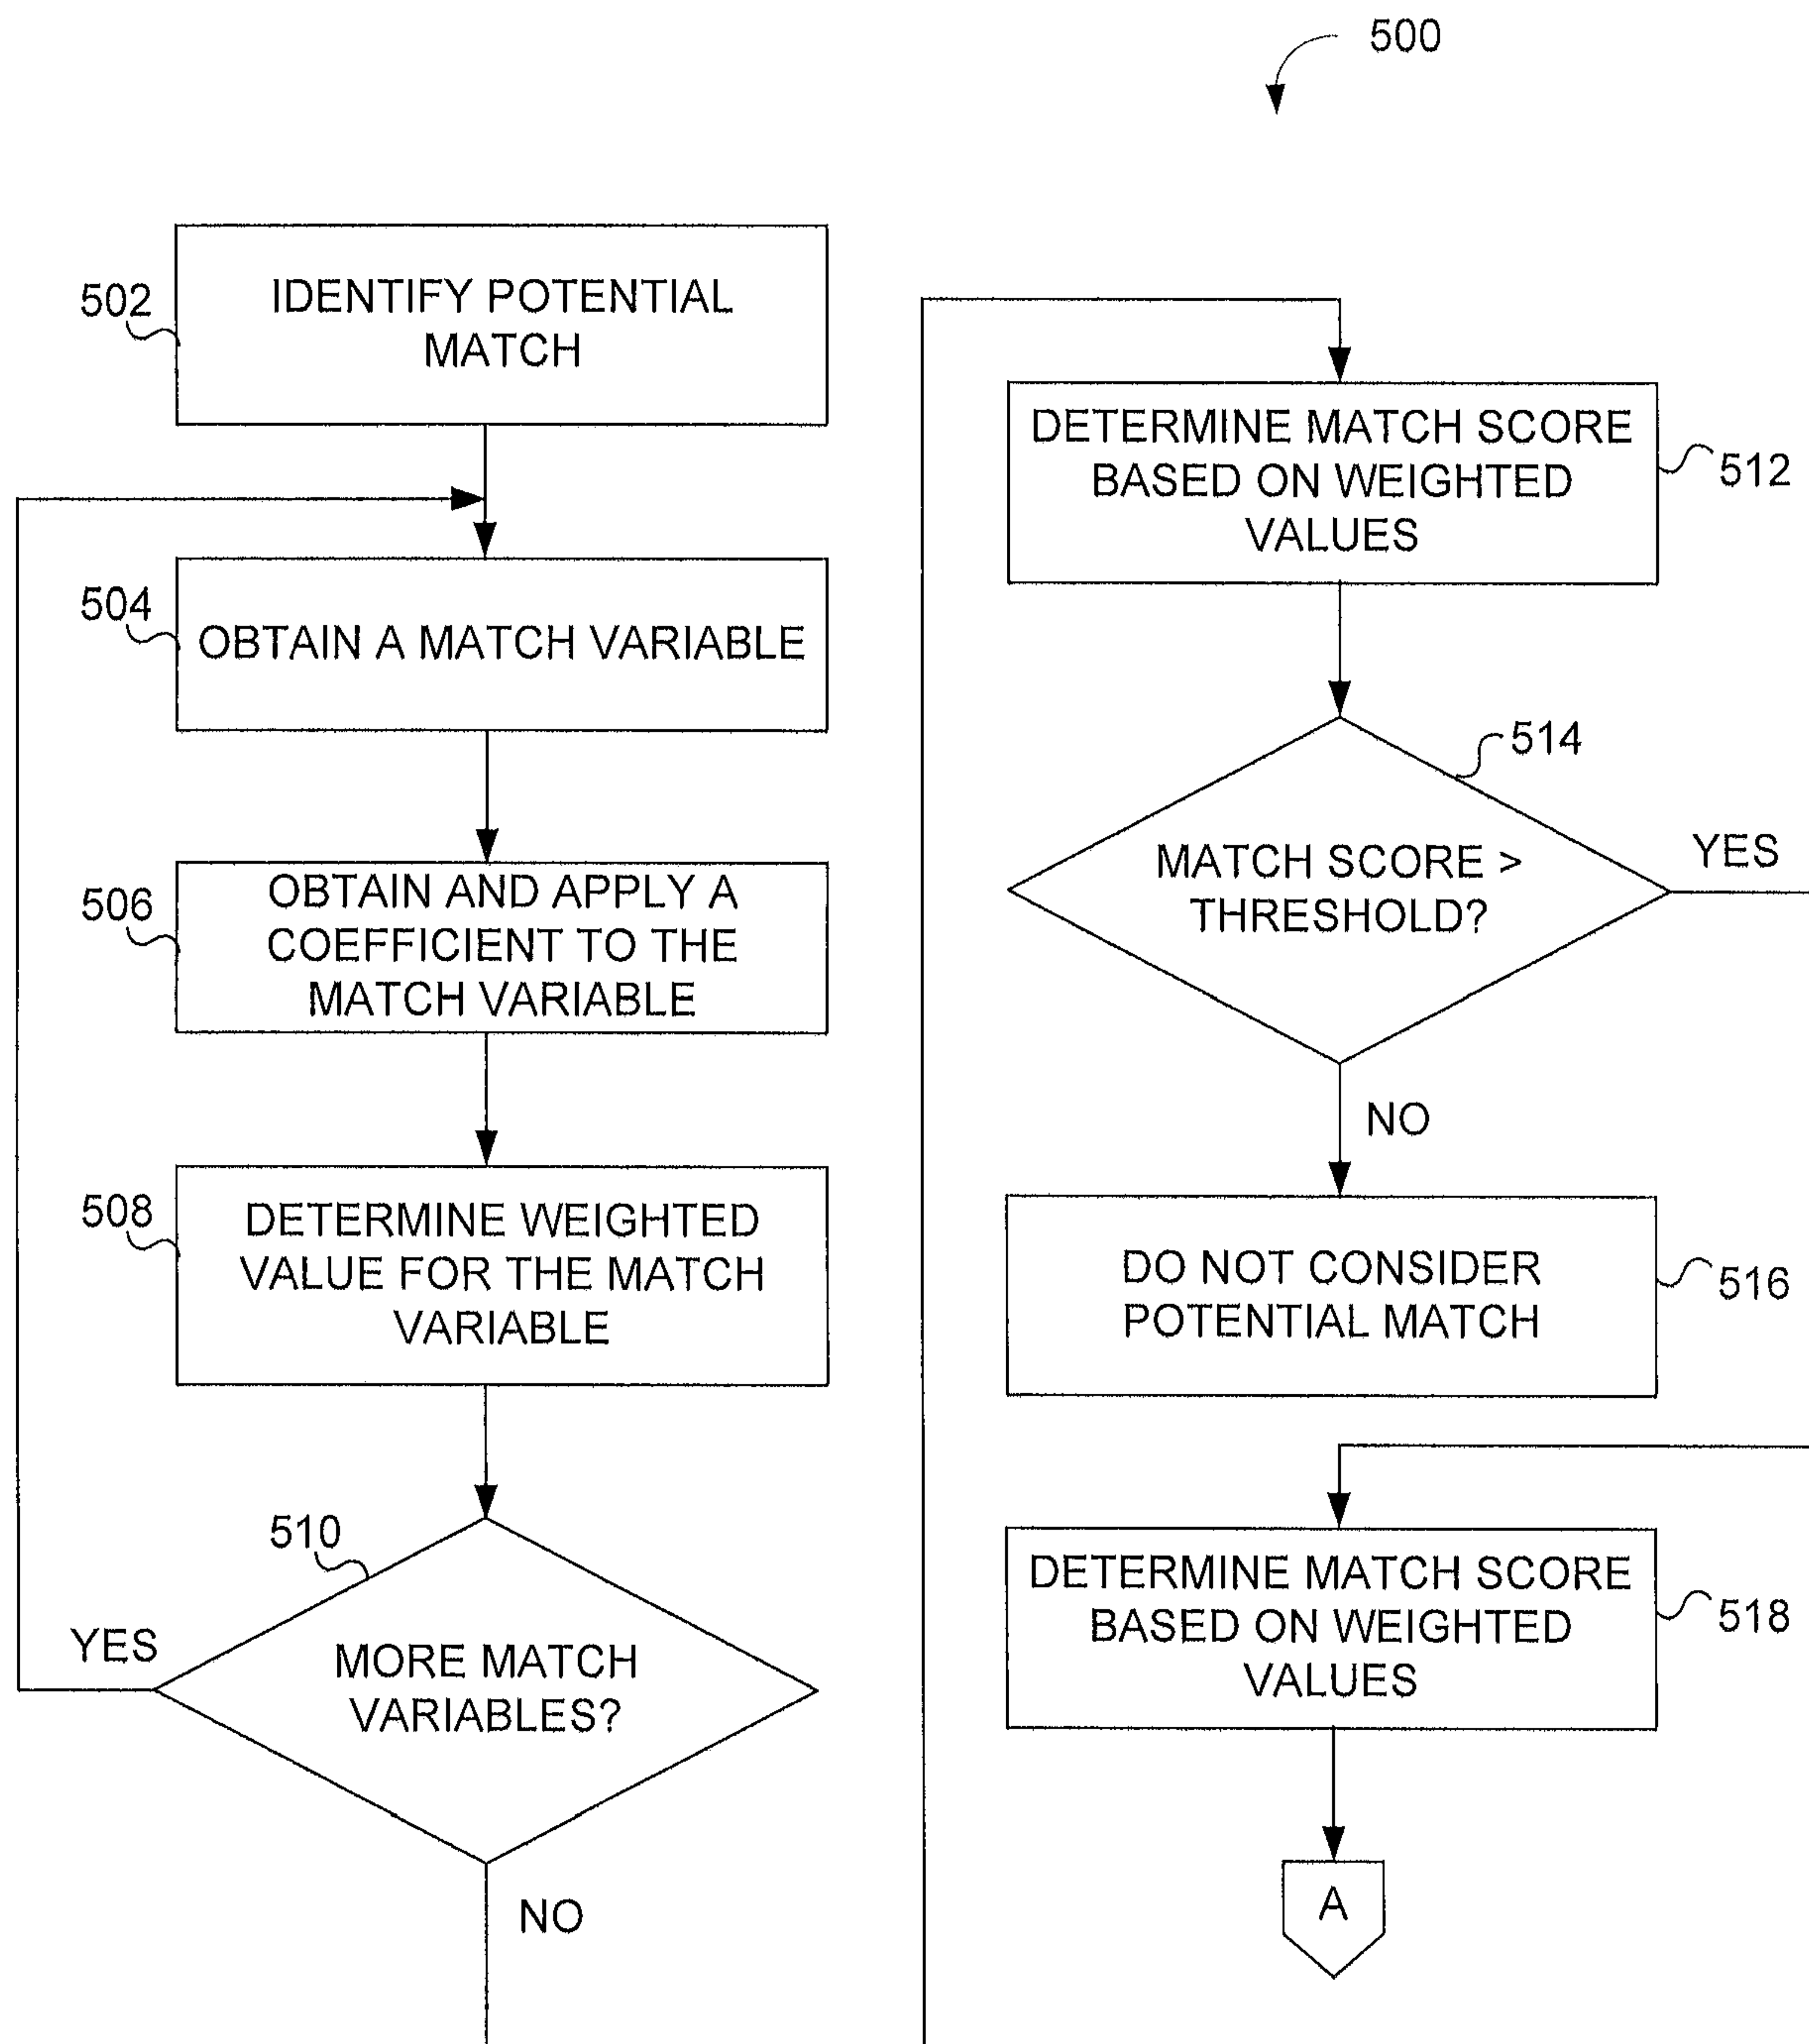 500
502
IDENTIFY POTENTIAL
MATCH
504
OBTAIN A MATCH VARIABLE
506
OBTAIN AND APPLY A
COEFFICIENT TO THE
MATCH VARIABLE
508
DETERMINE WEIGHTED
VALUE FOR THE MATCH
VARIABLE
510
YES
MORE MATCH
VARIABLES?
NO
DETERMINE MATCH SCORE
BASED ON WEIGHTED
VALUES
512
514
MATCH SCORE >
THRESHOLD?
YES
NO
DO NOT CONSIDER
POTENTIAL MATCH
516
DETERMINE MATCH SCORE
BASED ON WEIGHTED
VALUES
518
A